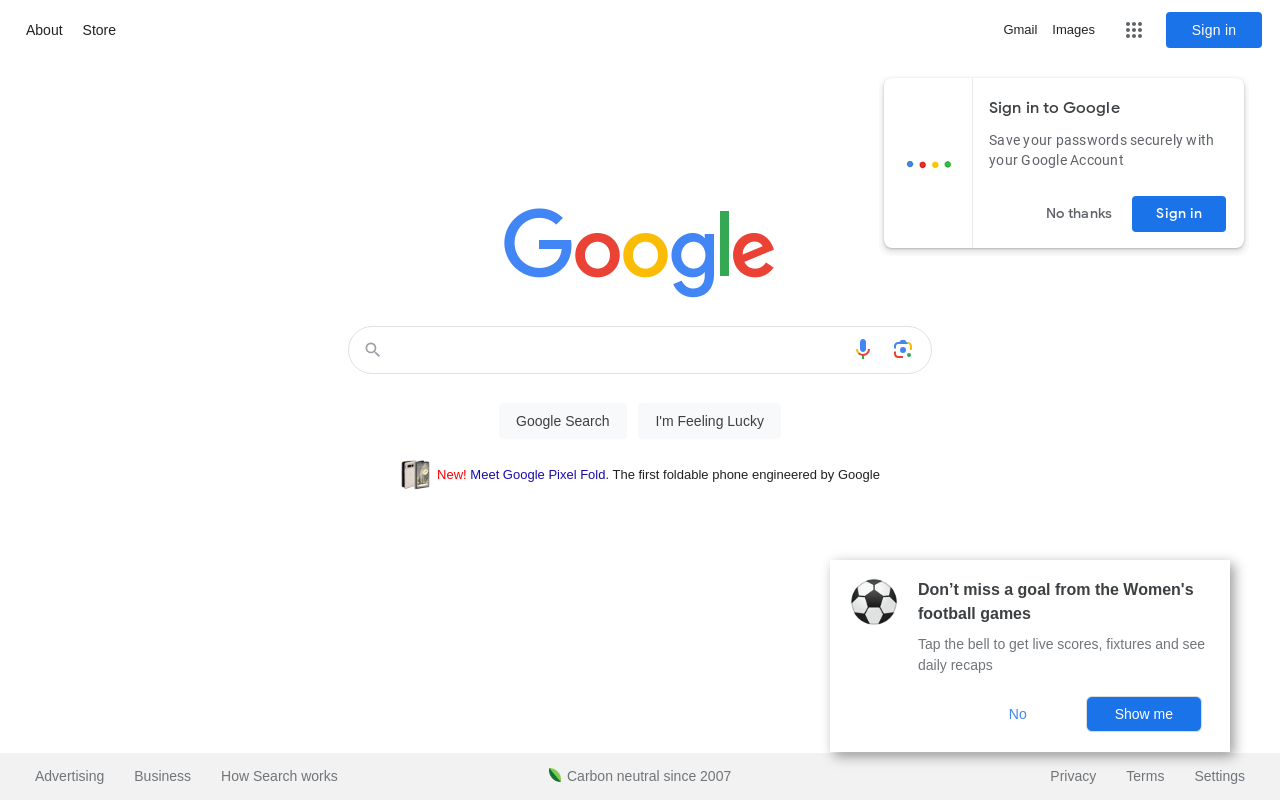 About Store
Gmail Images Sign in
Sign in to Google
Save your passwords securely with
your Google Account
No thanks Sign in
Google
Google Search I'm Feeling Lucky
New! Meet Google Pixel Fold. The first foldable phone engineered by Google
Don’t miss a goal from the Women's
football games
Tap the bell to get live scores, fixtures and see
daily recaps
No Show me
Advertising Business How Search works Carbon neutral since 2007 Privacy Terms Settings